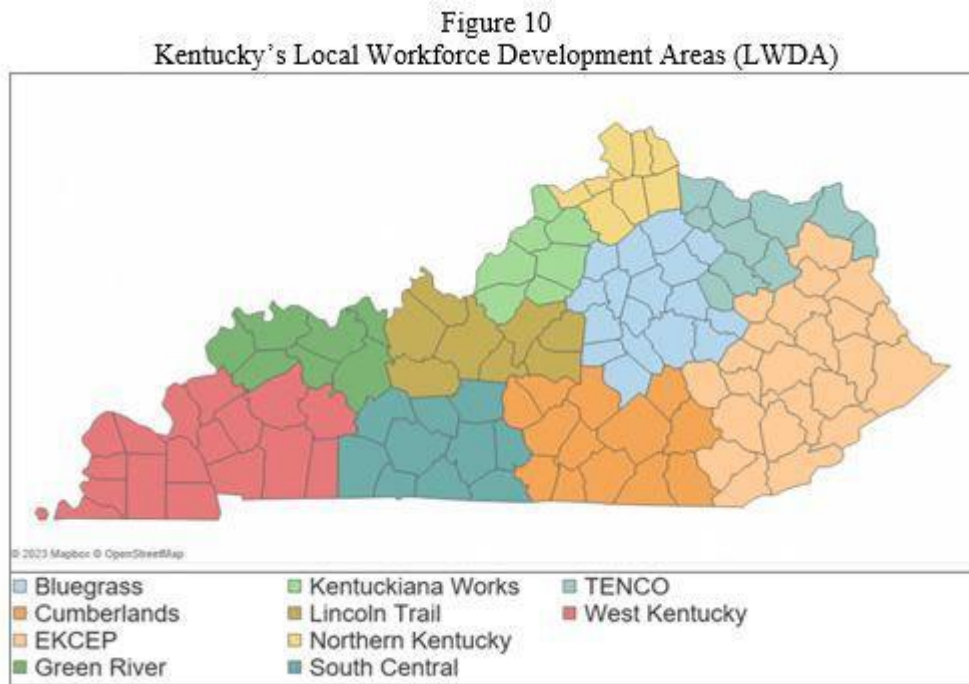 Figure 10
Kentucky’s Local Workforce Development Areas (LWDA)
© 2023 Mapbox © OpenStreetMap
Bluegrass
Cumberlands
EKCEP
Green River
Kentuckiana Works
Lincoln Trail
Northern Kentucky
South Central
TENCO
West Kentucky